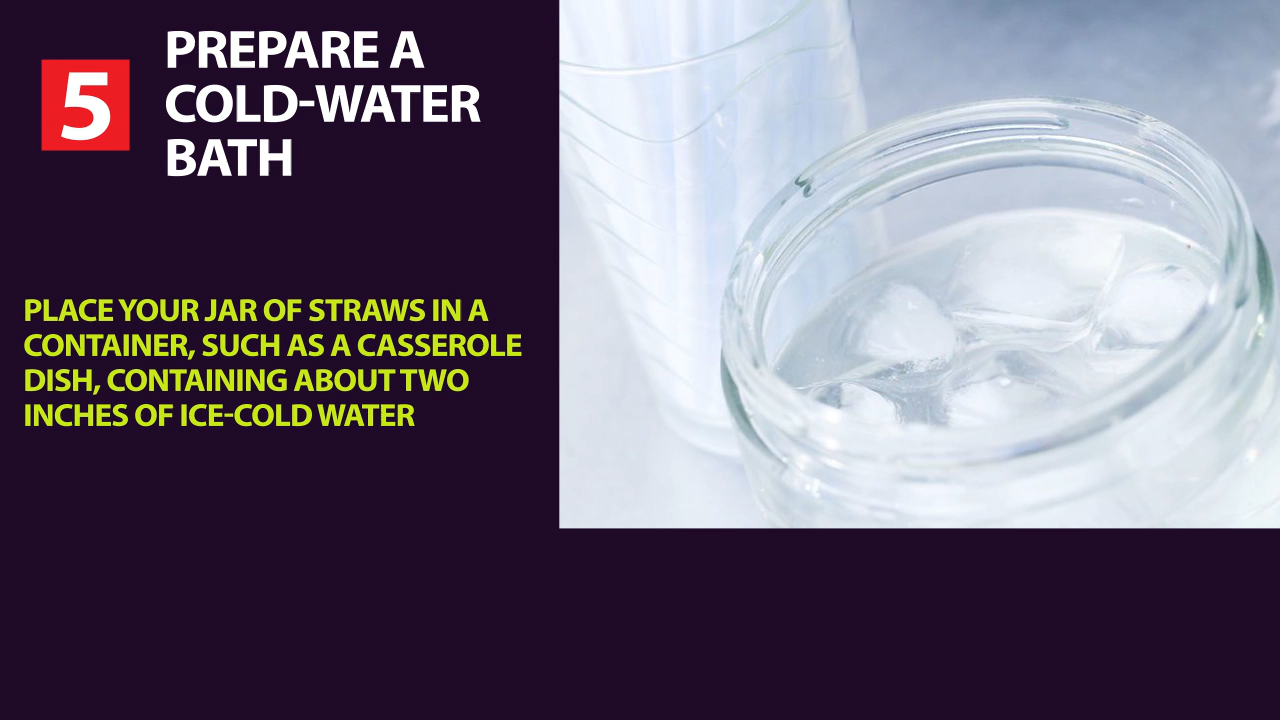 5
PREPARE A
COLD-WATER
BATH
PLACE YOUR JAR OF STRAWS IN A
CONTAINER, SUCH AS A CASSEROLE
DISH, CONTAINING ABOUT TWO
INCHES OF ICE-COLD WATER